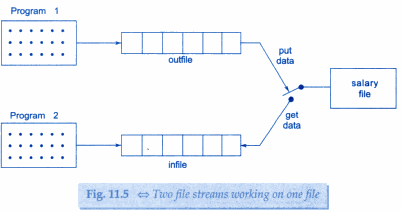 Program 1
outfile
put
data
salary
file
Program 2
get
data
infile
Fig. 11.5 ⇔ Two file streams working on one file